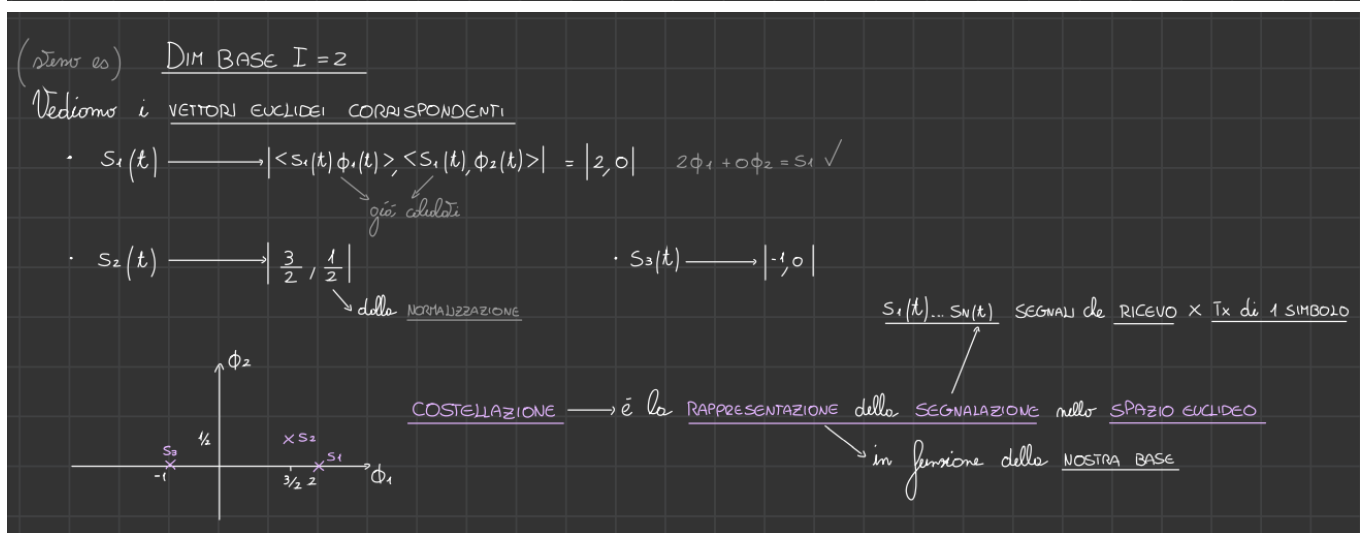 (stesso es) DIM BASE I = 2
Vediamo i VETTORI EUCLIDEI CORRISPONDENTI
· S1(t) ⟶ |<S1(t) ϕ1(t)>, <S1(t), ϕ2(t)>| = |2,0| 2ϕ1 + 0ϕ2 = S1 ✓
già calcolati
· S2(t) ⟶ |3/2, 1/2| · S3(t) ⟶ |-1,0|
dalla NORMALIZZAZIONE
S1(t)... SN(t) SEGNALI che RICEVO x Tx di 1 SIMBOLO
ϕ2
COSTELLAZIONE ⟶ é la RAPPRESENTAZIONE della SEGNALAZIONE nello SPAZIO EUCLIDEO
1/2 ×S2
S3 S1
in funzione della NOSTRA BASE
-1 3/2 2 ϕ1